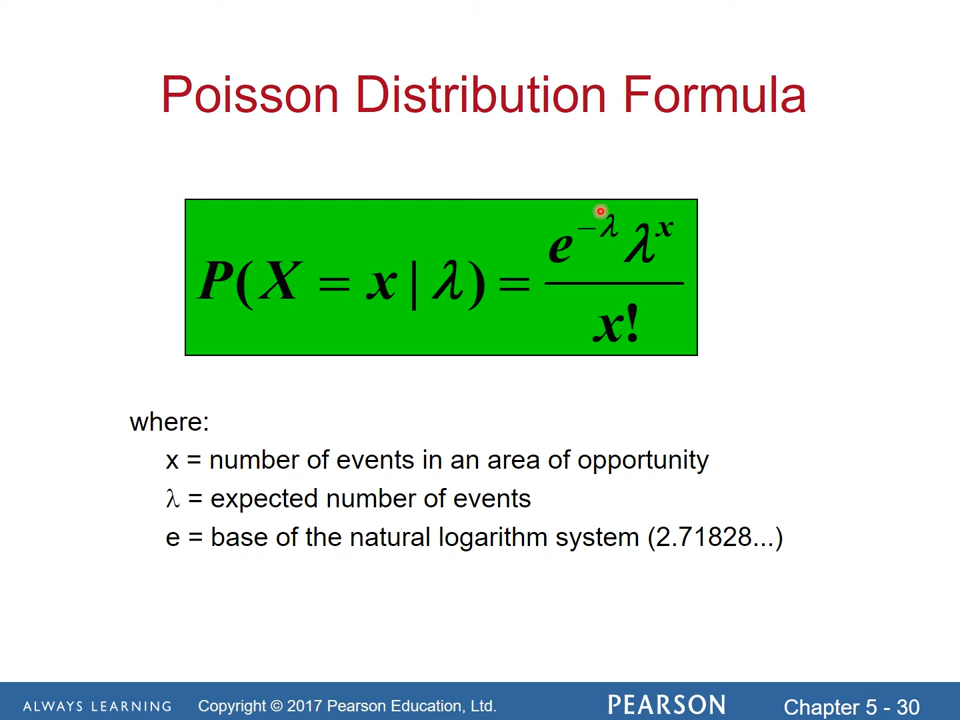 Poisson Distribution Formula
P(X = x | λ) = e^{-λ} λ^x / x!
where:
x = number of events in an area of opportunity
λ = expected number of events
e = base of the natural logarithm system (2.71828...)
ALWAYS LEARNING Copyright © 2017 Pearson Education, Ltd. PEARSON Chapter 5 - 30